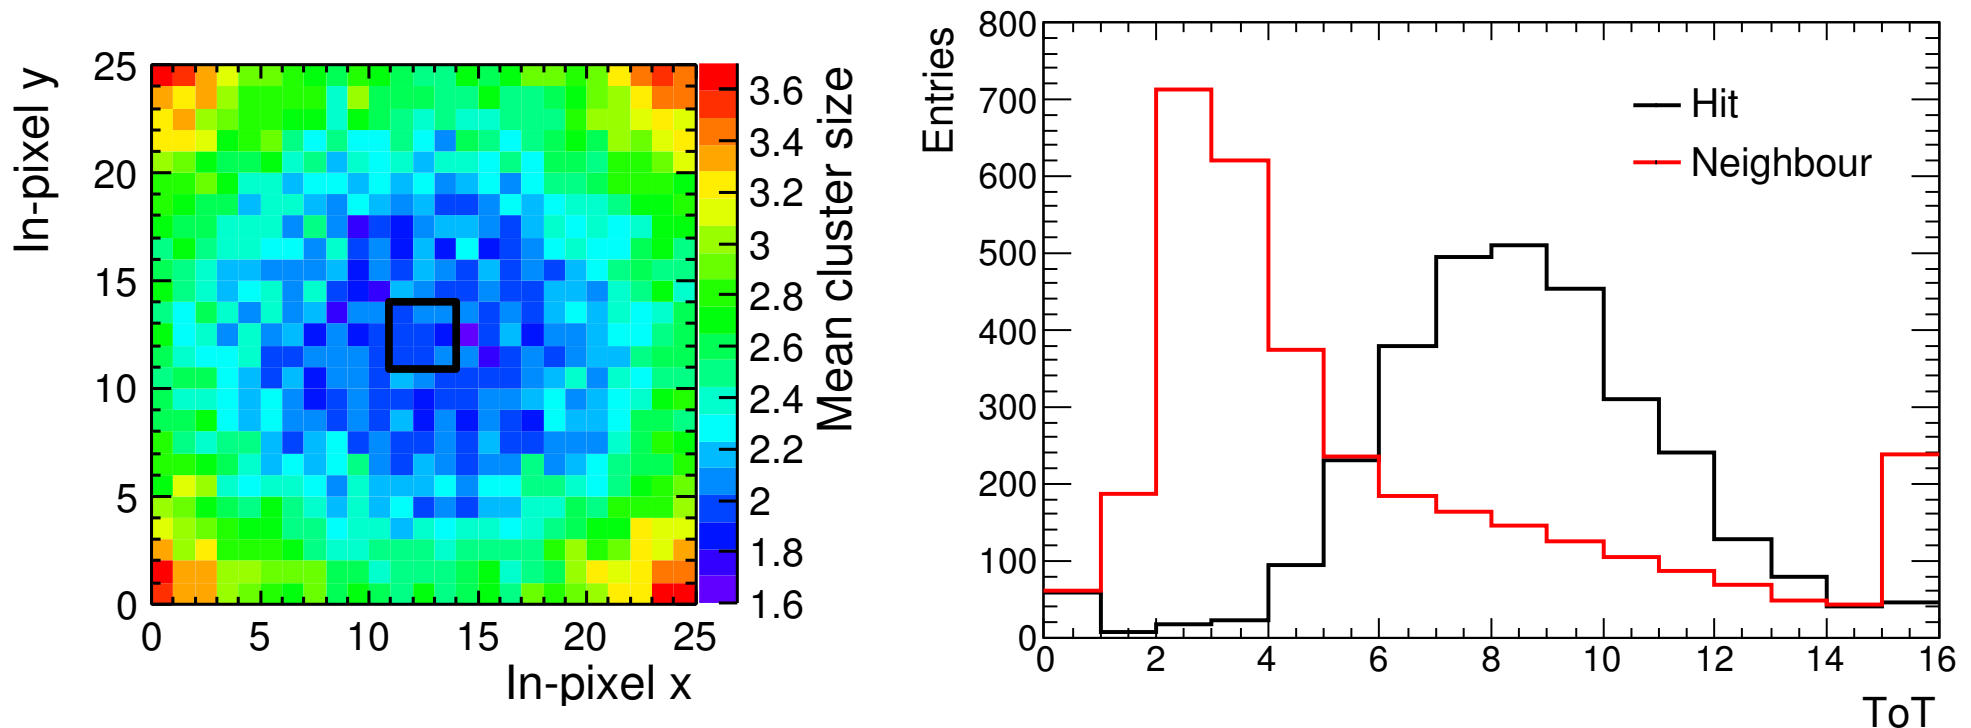 In-pixel y
25
20
15
10
5
0
0 5 10 15 20 25
In-pixel x
3.6
3.4
3.2
3
2.8
2.6
2.4
2.2
2
1.8
1.6
Mean cluster size
Entries
800
700
600
500
400
300
200
100
0
0 2 4 6 8 10 12 14 16
ToT
Hit
Neighbour